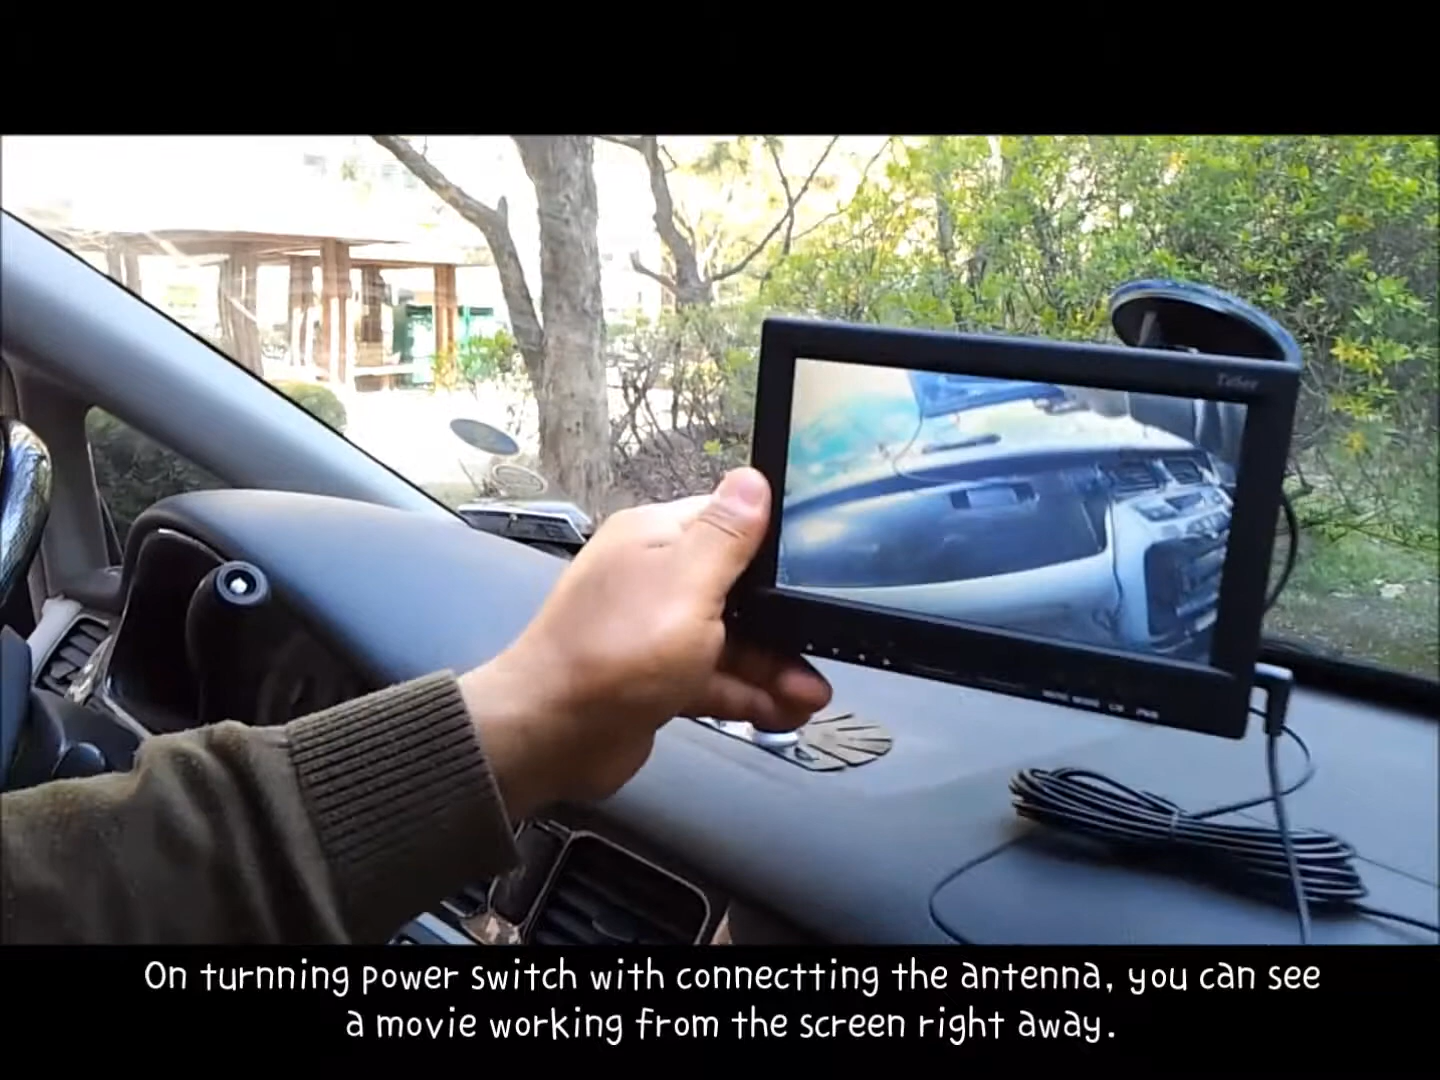 On turnning power switch with connectting the antenna, you can see
a movie working from the screen right away.